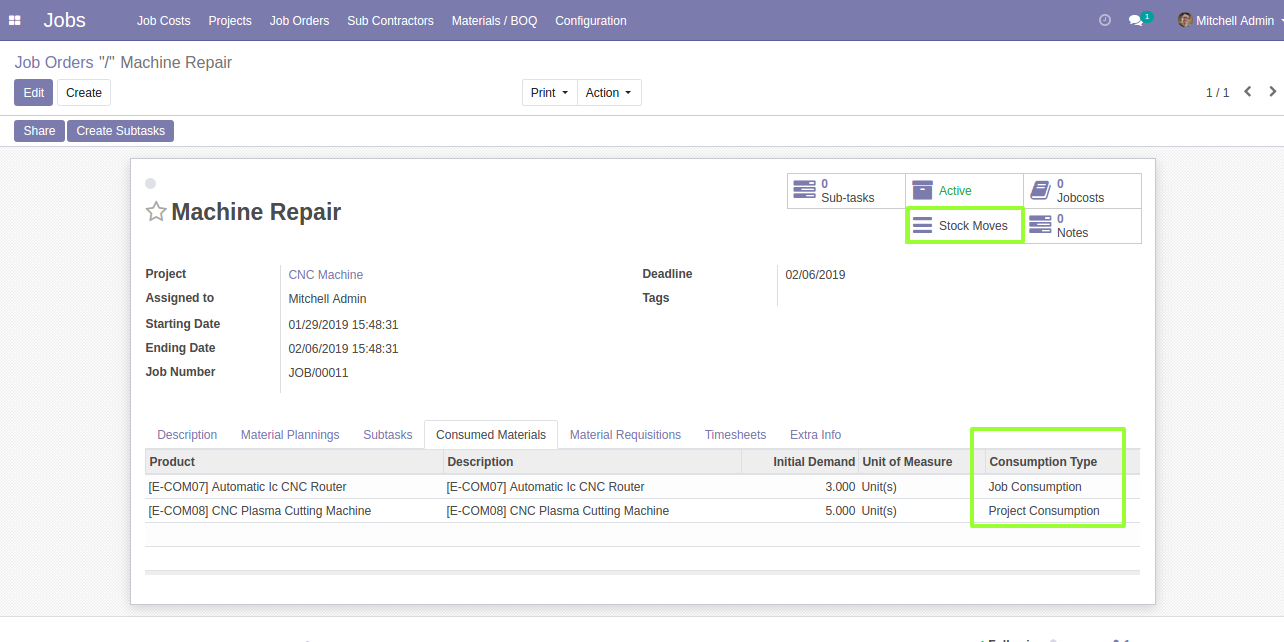 Jobs Job Costs Projects Job Orders Sub Contractors Materials / BOQ Configuration 1 Mitchell Admin
Job Orders "/" Machine Repair
Edit Create Print Action 1 / 1
Share Create Subtasks
0 Sub-tasks Active 0 Jobcosts
Machine Repair
Stock Moves 0 Notes
Project CNC Machine Deadline 02/06/2019
Assigned to Mitchell Admin Tags
Starting Date 01/29/2019 15:48:31
Ending Date 02/06/2019 15:48:31
Job Number JOB/00011
Description Material Plannings Subtasks Consumed Materials Material Requisitions Timesheets Extra Info
Product Description Initial Demand Unit of Measure Consumption Type
[E-COM07] Automatic Ic CNC Router [E-COM07] Automatic Ic CNC Router 3.000 Unit(s) Job Consumption
[E-COM08] CNC Plasma Cutting Machine [E-COM08] CNC Plasma Cutting Machine 5.000 Unit(s) Project Consumption